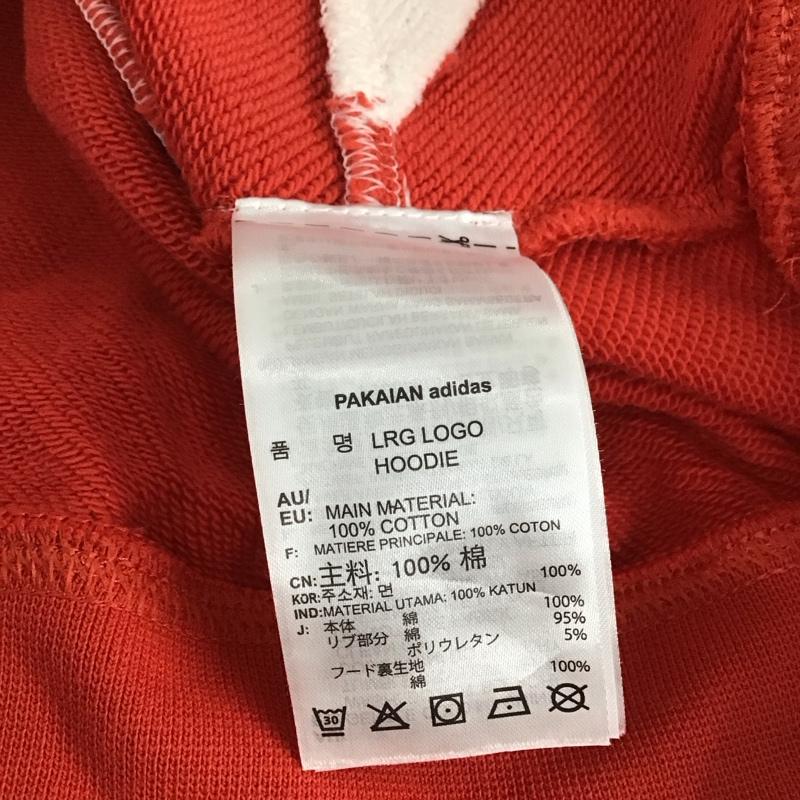 PAKAIAN adidas
품 명 LRG LOGO
HOODIE
AU/
EU: MAIN MATERIAL:
100% COTTON
F: MATIERE PRINCIPALE: 100% COTON
CN: 主料: 100% 棉
KOR: 주소재: 면 100%
IND: MATERIAL UTAMA: 100% KATUN
J: 本体 綿 100%
リブ部分 綿 95%
ポリウレタン 5%
フード裏生地
綿 100%
30